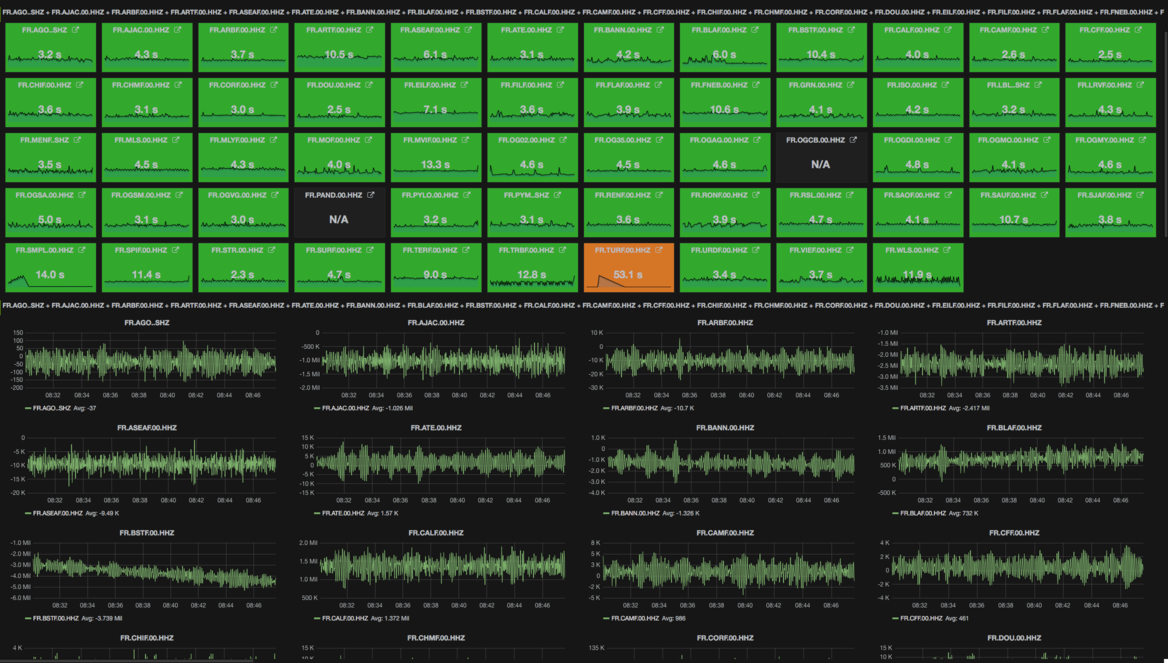 FR.AGO..SHZ + FR.AJAC.00.HHZ + FR.ARBF.00.HHZ + FR.ARTF.00.HHZ + FR.ASEAF.00.HHZ + FR.ATE.00.HHZ + FR.BANN.00.HHZ + FR.BLAF.00.HHZ + FR.BSTF.00.HHZ + FR.CALF.00.HHZ + FR.CAMF.00.HHZ + FR.CFF.00.HHZ + FR.CHIF.00.HHZ + FR.CHMF.00.HHZ + FR.CORF.00.HHZ + FR.DOU.00.HHZ + FR.EILF.00.HHZ + FR.FILF.00.HHZ + FR.FLAF.00.HHZ + FR.FNEB.00.HHZ + F
FR.AGO..SHZ FR.AJAC.00.HHZ FR.ARBF.00.HHZ FR.ARTF.00.HHZ FR.ASEAF.00.HHZ FR.ATE.00.HHZ FR.BANN.00.HHZ FR.BLAF.00.HHZ FR.BSTF.00.HHZ FR.CALF.00.HHZ FR.CAMF.00.HHZ FR.CFF.00.HHZ
3.2 s 4.3 s 3.7 s 10.5 s 6.1 s 3.1 s 4.2 s 6.0 s 10.4 s 4.0 s 2.6 s 2.5 s
FR.CHIF.00.HHZ FR.CHMF.00.HHZ FR.CORF.00.HHZ FR.DOU.00.HHZ FR.EILF.00.HHZ FR.FILF.00.HHZ FR.FLAF.00.HHZ FR.FNEB.00.HHZ FR.GRN.00.HHZ FR.ISO.00.HHZ FR.LBL..SHZ FR.LRVF.00.HHZ
3.6 s 3.1 s 3.0 s 2.5 s 7.1 s 3.6 s 3.9 s 10.6 s 4.1 s 4.2 s 3.2 s 4.3 s
FR.MENF..SHZ FR.MLS.00.HHZ FR.MLYF.00.HHZ FR.MOF.00.HHZ FR.MVIF.00.HHZ FR.OG02.00.HHZ FR.OG35.00.HHZ FR.OGAG.00.HHZ FR.OGCB.00.HHZ FR.OGDI.00.HHZ FR.OGMO.00.HHZ FR.OGMY.00.HHZ
3.5 s 4.5 s 4.3 s 4.0 s 13.3 s 4.6 s 4.5 s 4.6 s N/A 4.8 s 4.1 s 4.6 s
FR.OGSA.00.HHZ FR.OGSM.00.HHZ FR.OGVG.00.HHZ FR.PAND.00.HHZ FR.PYLO.00.HHZ FR.PYM..SHZ FR.RENF.00.HHZ FR.RONF.00.HHZ FR.RSL.00.HHZ FR.SAOF.00.HHZ FR.SAUF.00.HHZ FR.SJAF.00.HHZ
5.0 s 3.1 s 3.0 s N/A 3.2 s 3.1 s 3.6 s 3.9 s 4.7 s 4.1 s 10.7 s 3.8 s
FR.SMPL.00.HHZ FR.SPIF.00.HHZ FR.STR.00.HHZ FR.SURF.00.HHZ FR.TERF.00.HHZ FR.TRBF.00.HHZ FR.TURF.00.HHZ FR.URDF.00.HHZ FR.VIEF.00.HHZ FR.WLS.00.HHZ
14.0 s 11.4 s 2.3 s 4.7 s 9.0 s 12.8 s 53.1 s 3.4 s 3.7 s 11.9 s
FR.AGO..SHZ + FR.AJAC.00.HHZ + FR.ARBF.00.HHZ + FR.ARTF.00.HHZ + FR.ASEAF.00.HHZ + FR.ATE.00.HHZ + FR.BANN.00.HHZ + FR.BLAF.00.HHZ + FR.BSTF.00.HHZ + FR.CALF.00.HHZ + FR.CAMF.00.HHZ + FR.CFF.00.HHZ + FR.CHIF.00.HHZ + FR.CHMF.00.HHZ + FR.CORF.00.HHZ + FR.DOU.00.HHZ + FR.EILF.00.HHZ + FR.FILF.00.HHZ + FR.FLAF.00.HHZ + FR.FNEB.00.HHZ + F
FR.AGO..SHZ
150
100
50
0
-50
-100
-150
-200
08:32 08:34 08:36 08:38 08:40 08:42 08:44 08:46
FR.AGO..SHZ Avg: -37
FR.AJAC.00.HHZ
0
-500 K
-1.0 Mil
-1.5 Mil
-2.0 Mil
08:32 08:34 08:36 08:38 08:40 08:42 08:44 08:46
FR.AJAC.00.HHZ Avg: -1.026 Mil
FR.ARBF.00.HHZ
10 K
0
-10 K
-20 K
-30 K
08:32 08:34 08:36 08:38 08:40 08:42 08:44 08:46
FR.ARBF.00.HHZ Avg: -10.7 K
FR.ARTF.00.HHZ
-1.0 Mil
-1.5 Mil
-2.0 Mil
-2.5 Mil
-3.0 Mil
-3.5 Mil
08:32 08:34 08:36 08:38 08:40 08:42 08:44 08:46
FR.ARTF.00.HHZ Avg: -2.417 Mil
FR.ASEAF.00.HHZ
0
-5 K
-10 K
-15 K
-20 K
08:32 08:34 08:36 08:38 08:40 08:42 08:44 08:46
FR.ASEAF.00.HHZ Avg: -9.49 K
FR.ATE.00.HHZ
15 K
10 K
5 K
0
-5 K
-10 K
-15 K
08:32 08:34 08:36 08:38 08:40 08:42 08:44 08:46
FR.ATE.00.HHZ Avg: 1.57 K
FR.BANN.00.HHZ
1.0 K
0
-1.0 K
-2.0 K
-3.0 K
-4.0 K
08:32 08:34 08:36 08:38 08:40 08:42 08:44 08:46
FR.BANN.00.HHZ Avg: -1.326 K
FR.BLAF.00.HHZ
1.5 Mil
1.0 Mil
500 K
0
-500 K
08:32 08:34 08:36 08:38 08:40 08:42 08:44 08:46
FR.BLAF.00.HHZ Avg: 732 K
FR.BSTF.00.HHZ
-1.0 Mil
-2.0 Mil
-3.0 Mil
-4.0 Mil
-5.0 Mil
-6.0 Mil
08:32 08:34 08:36 08:38 08:40 08:42 08:44 08:46
FR.BSTF.00.HHZ Avg: -3.739 Mil
FR.CALF.00.HHZ
2.0 Mil
1.5 Mil
1.0 Mil
500 K
08:32 08:34 08:36 08:38 08:40 08:42 08:44 08:46
FR.CALF.00.HHZ Avg: 1.372 Mil
FR.CAMF.00.HHZ
8 K
5 K
3 K
0
-2 K
-5 K
08:32 08:34 08:36 08:38 08:40 08:42 08:44 08:46
FR.CAMF.00.HHZ Avg: 986
FR.CFF.00.HHZ
4 K
2 K
0
-2 K
-4 K
08:32 08:34 08:36 08:38 08:40 08:42 08:44 08:46
FR.CFF.00.HHZ Avg: 461
FR.CHIF.00.HHZ
4 K
FR.CHMF.00.HHZ
15 K
10 K
FR.CORF.00.HHZ
135 K
FR.DOU.00.HHZ
15 K
10 K